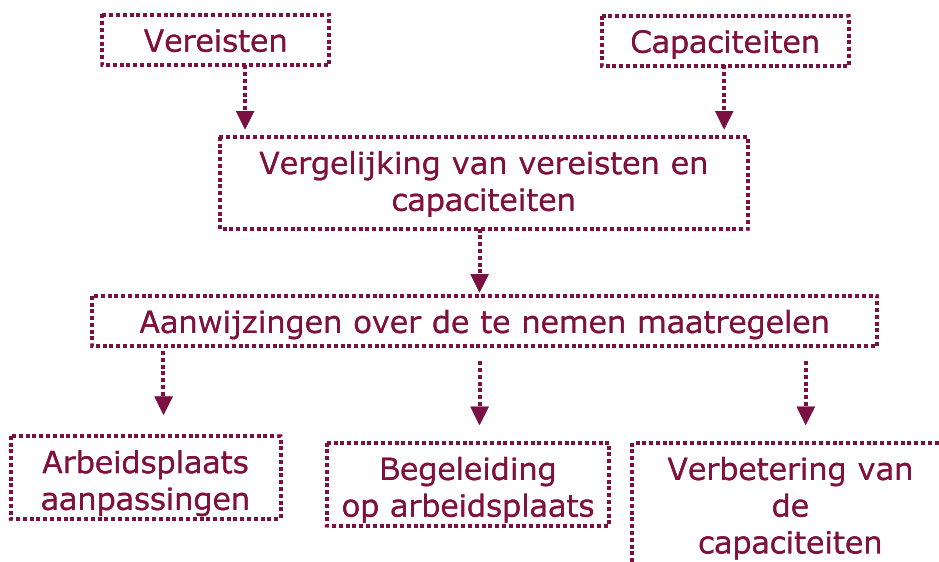 Vereisten
Capaciteiten
Vergelijking van vereisten en
capaciteiten
Aanwijzingen over de te nemen maatregelen
Arbeidsplaats
aanpassingen
Begeleiding
op arbeidsplaats
Verbetering van
de
capaciteiten